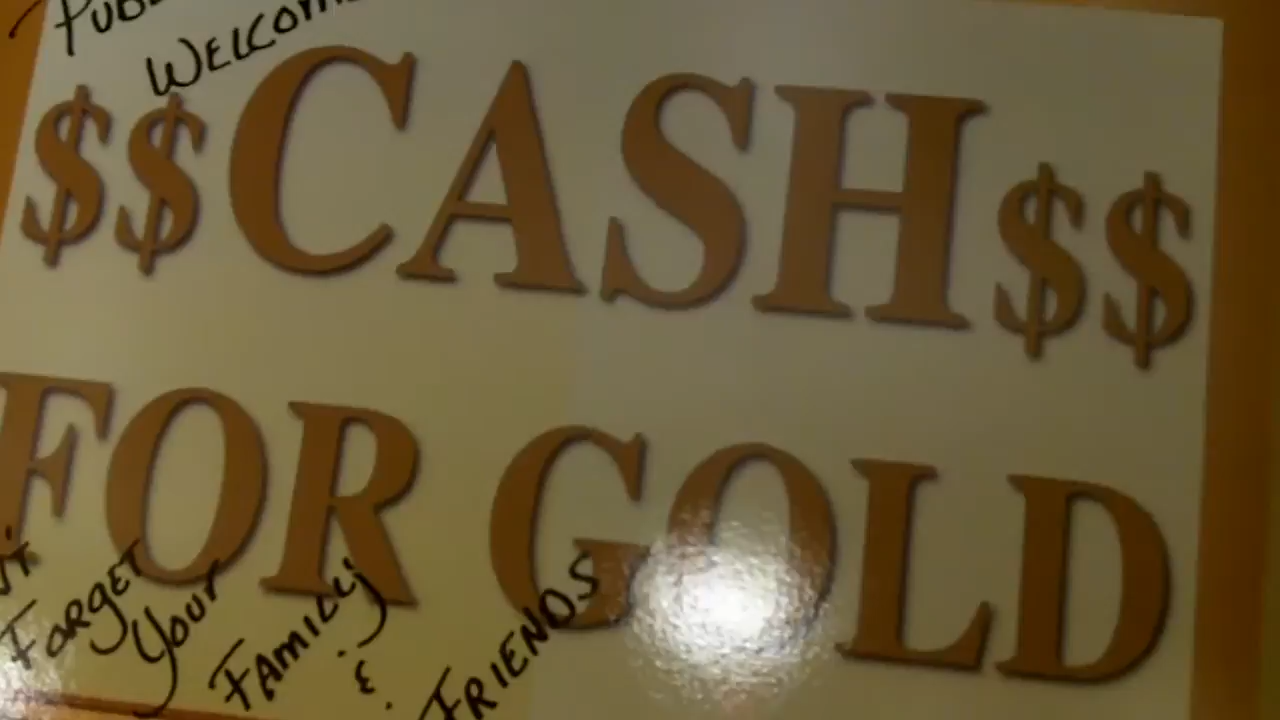 WELCOME
$$CASH$$
FOR GOLD
FORGET
YOUR
FAMILY
&
FRIENDS